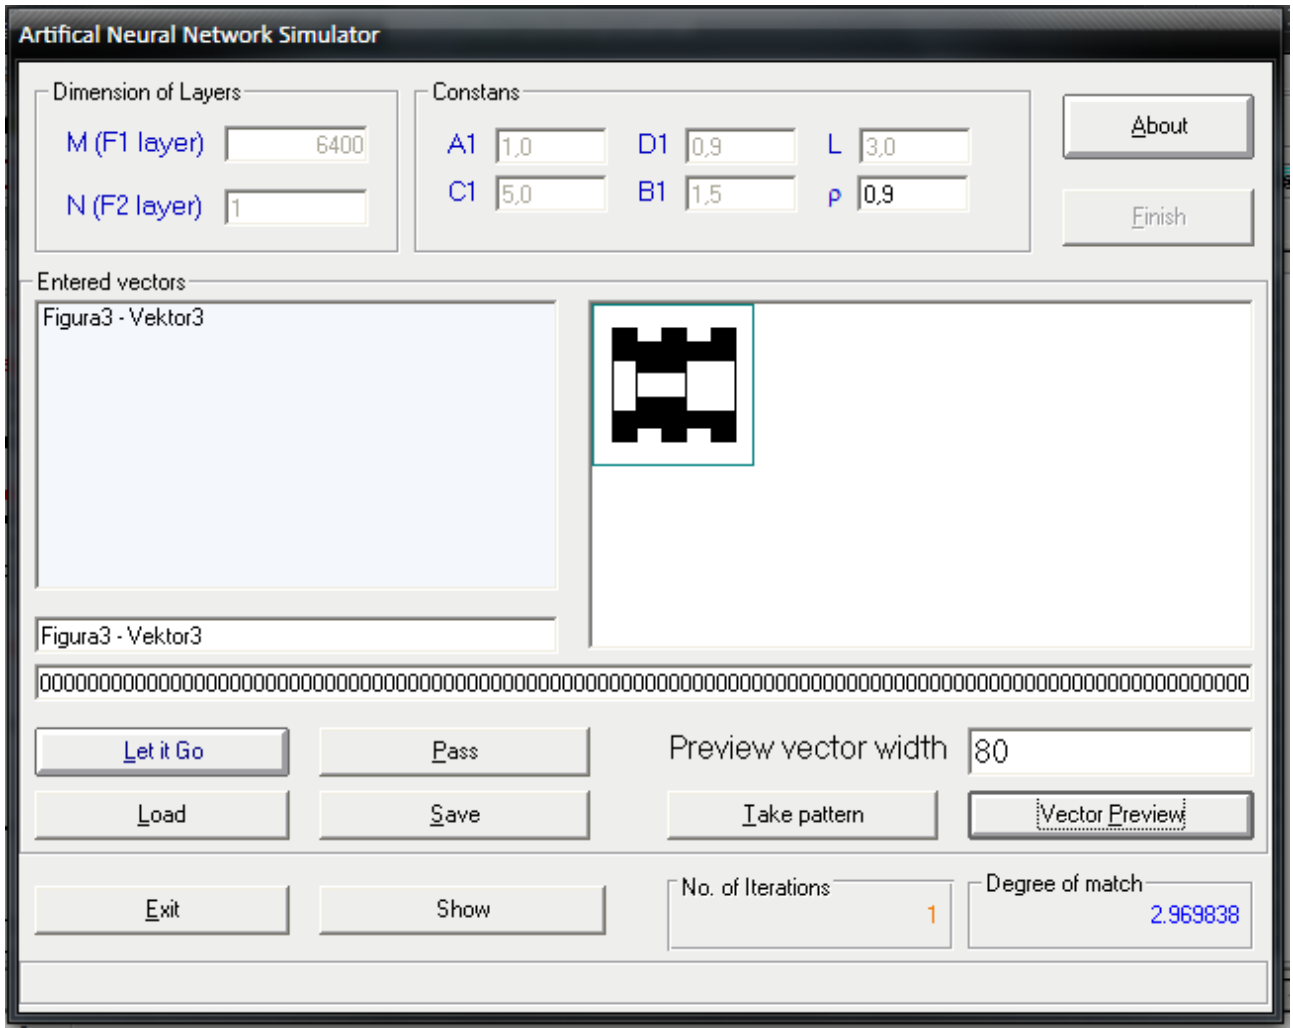 Artifical Neural Network Simulator
Dimension of Layers
M (F1 layer) 6400
N (F2 layer) 1
Constans
A1 1,0 D1 0,9 L 3,0
C1 5,0 B1 1,5 ρ 0,9
About
Finish
Entered vectors
Figura3 - Vektor3
Figura3 - Vektor3
00000000000000000000000000000000000000000000000000000000000000000000000000000000000000000000000000000000
Let it Go Pass Preview vector width 80
Load Save Take pattern Vector Preview
Exit Show
No. of Iterations
1
Degree of match
2.969838